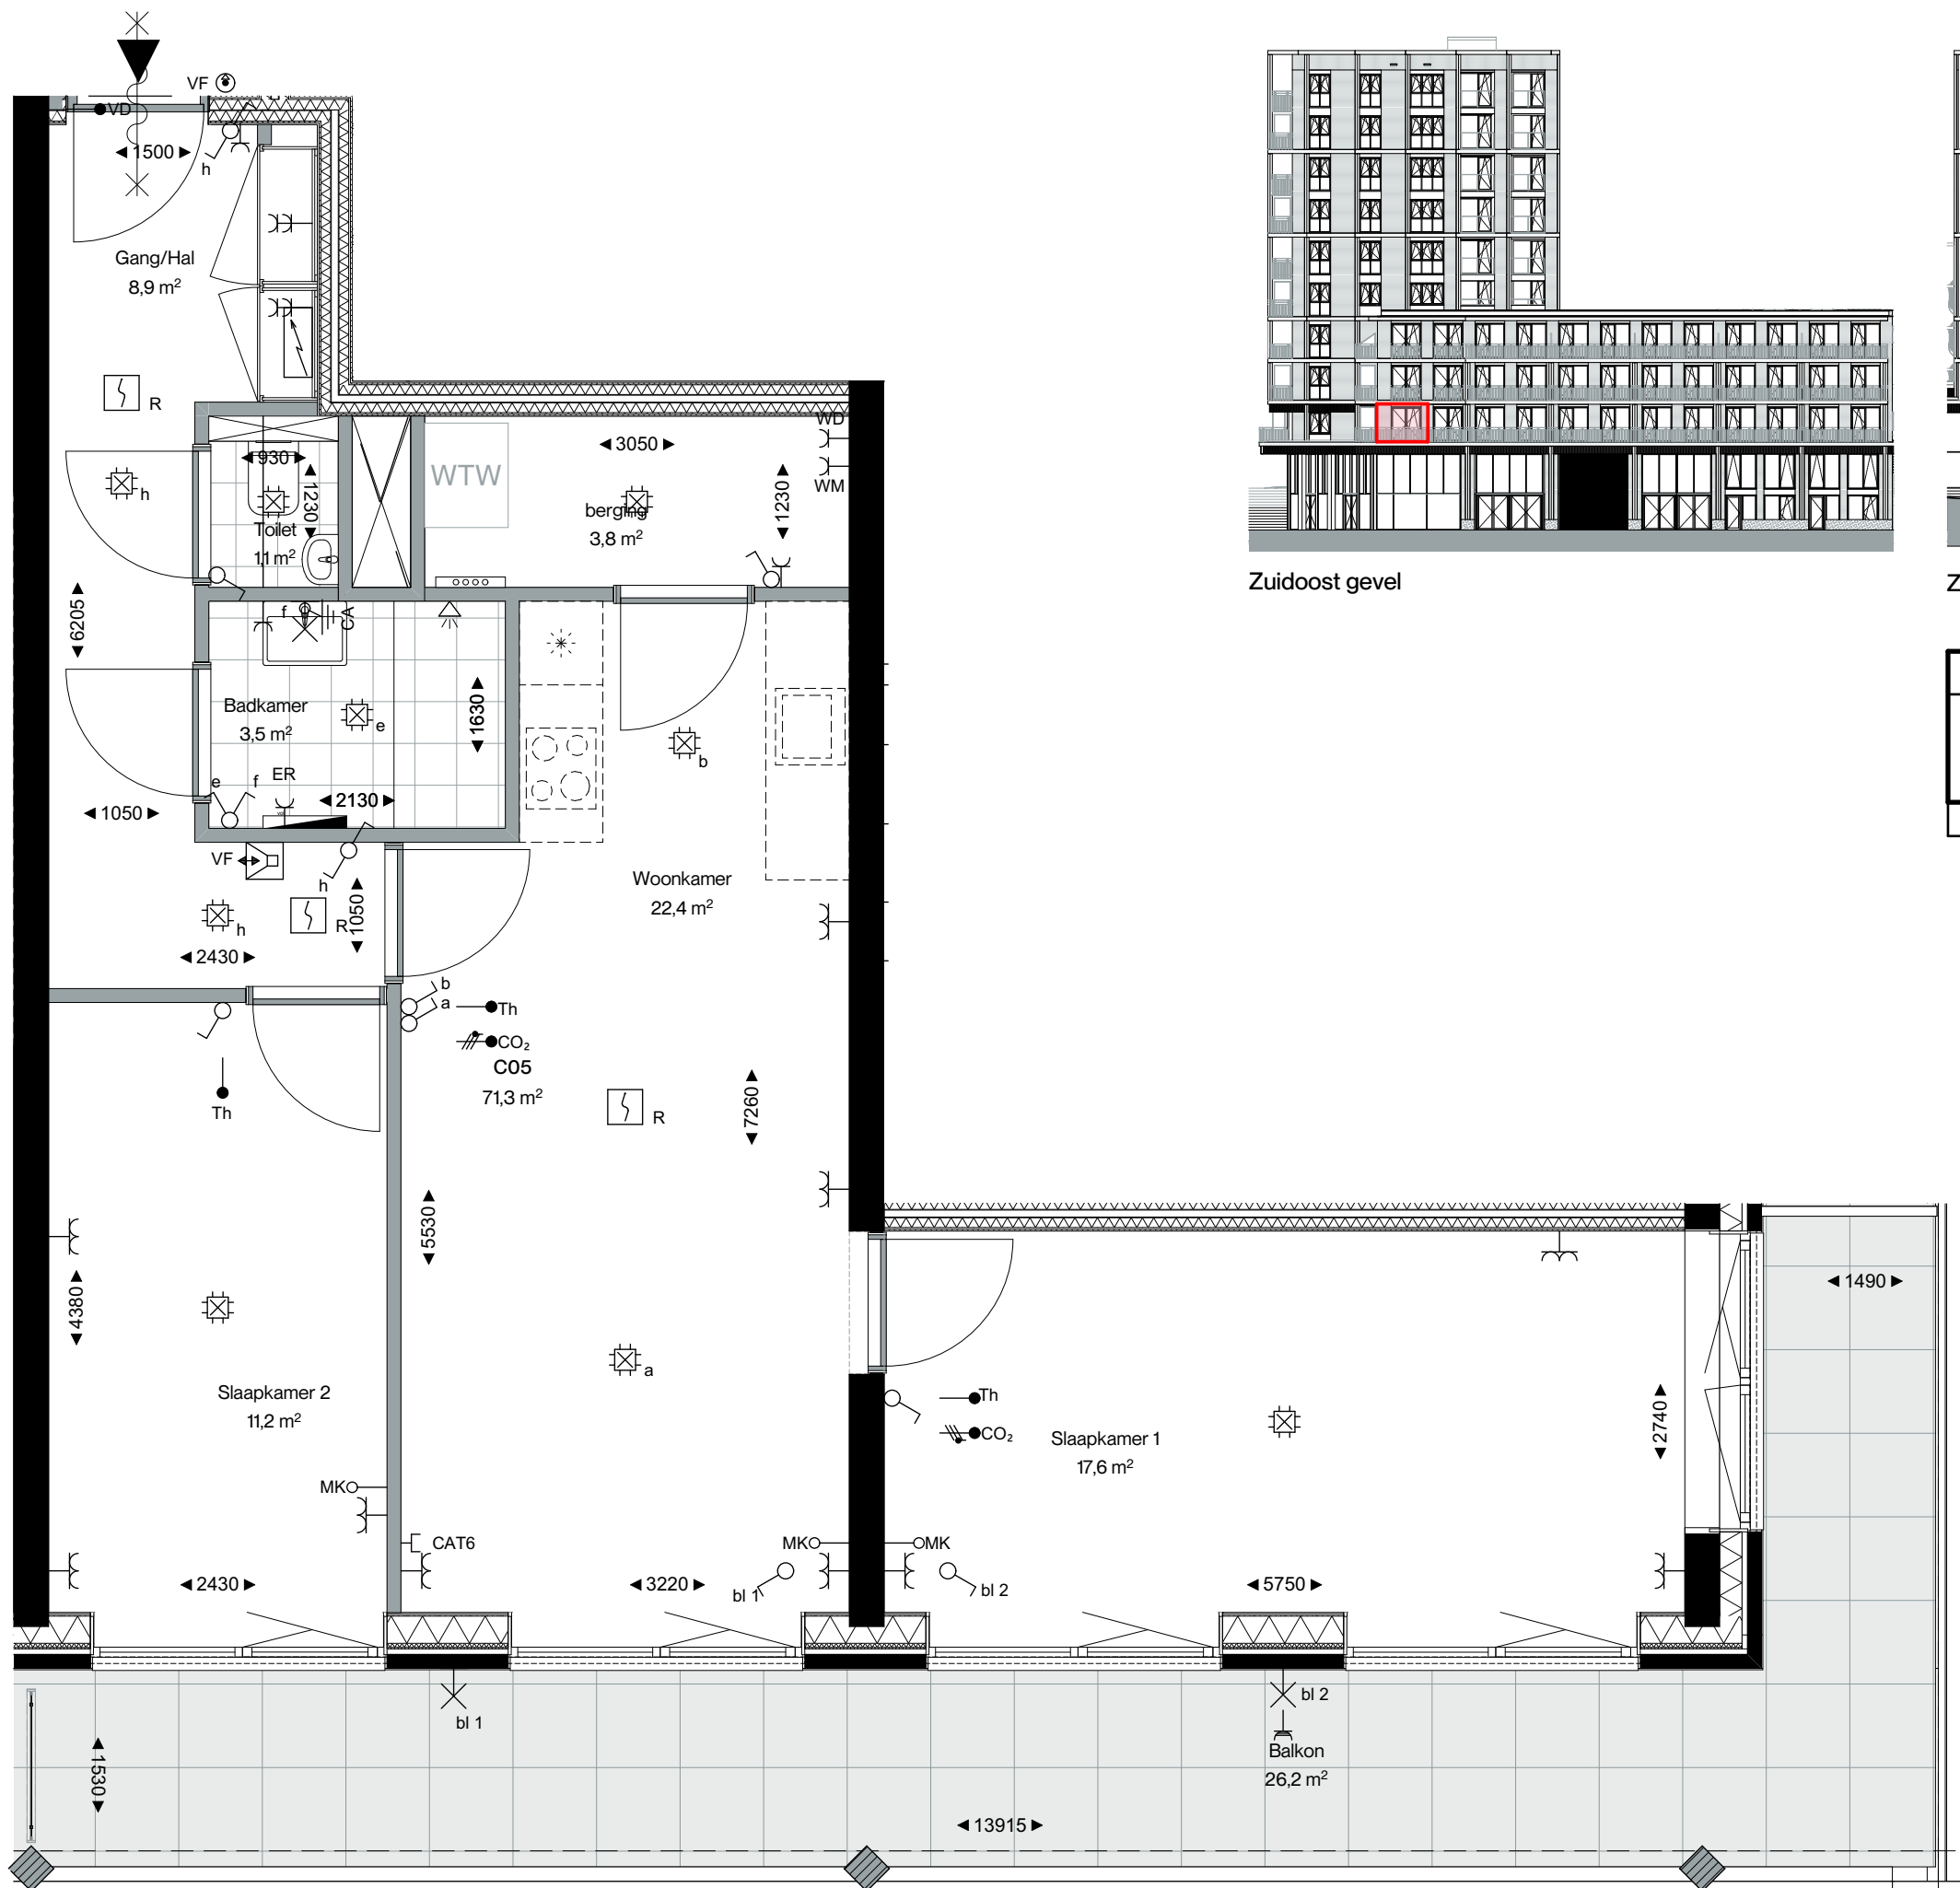 VF
VD
1500
h
Gang/Hal
8,9 m²
R
h
930
1230
Toilet
1,1 m²
WTW
3050
berging
3,8 m²
1230
WD
WM
Zuidoost gevel
Z
6205
f
CA
Badkamer
3,5 m²
e
1630
b
e
f
ER
2130
1050
VF
h
R
1050
h
2430
Woonkamer
22,4 m²
b
a
Th
CO₂
C05
71,3 m²
R
7260
Th
5530
4380
a
1490
Slaapkamer 2
11,2 m²
Th
CO₂
Slaapkamer 1
17,6 m²
2740
MK
CAT6
MK
MK
2430
3220
bl 1
bl 2
5750
bl 1
bl 2
Balkon
26,2 m²
1530
13915